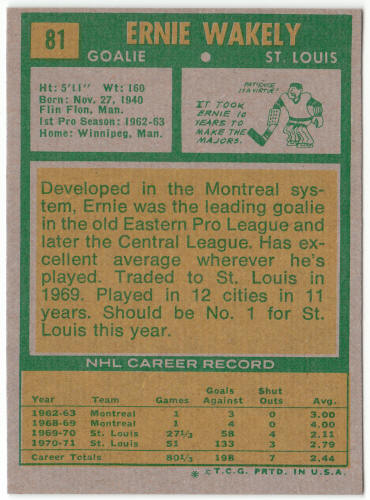 81
ERNIE WAKELY
GOALIE
ST. LOUIS
Ht: 5'11" Wt: 160
Born: Nov. 27, 1940
Flin Flon, Man.
1st Pro Season: 1962-63
Home: Winnipeg, Man.
PATIENCE
IS A VIRTUE!
IT TOOK
ERNIE 10
YEARS TO
MAKE THE
MAJORS.
Developed in the Montreal sys-
tem, Ernie was the leading goalie
in the old Eastern Pro League and
later the Central League. Has ex-
cellent average wherever he's
played. Traded to St. Louis in
1969. Played in 12 cities in 11
years. Should be No. 1 for St.
Louis this year.
NHL CAREER RECORD
Year Team Games Goals Against Shut Outs Avg.
1962-63 Montreal 1 3 0 3.00
1968-69 Montreal 1 4 0 4.00
1969-70 St. Louis 27 1/3 58 4 2.11
1970-71 St. Louis 51 133 3 2.79
Career Totals 80 1/3 198 7 2.44
★ © T.C.G. PRTD. IN U.S.A.